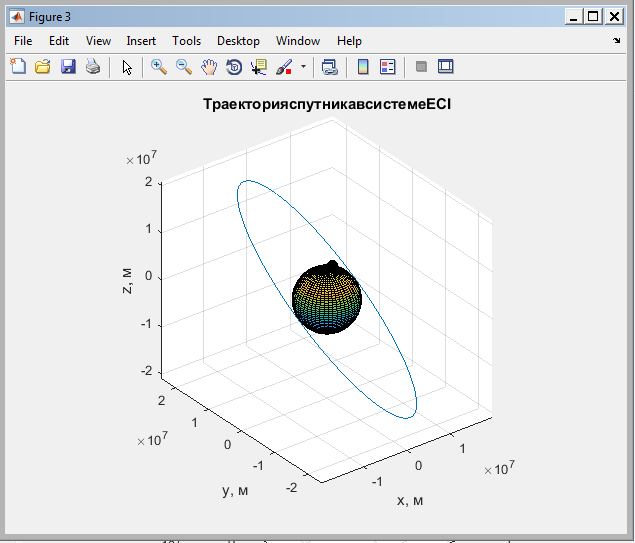 Figure 3
File Edit View Insert Tools Desktop Window Help
ТраекторияспутникавсистемеECI
×10⁷
2
1
0
-1
-2
z, м
2
1
0
-1
-2
×10⁷
y, м
-1
0
1
×10⁷
x, м